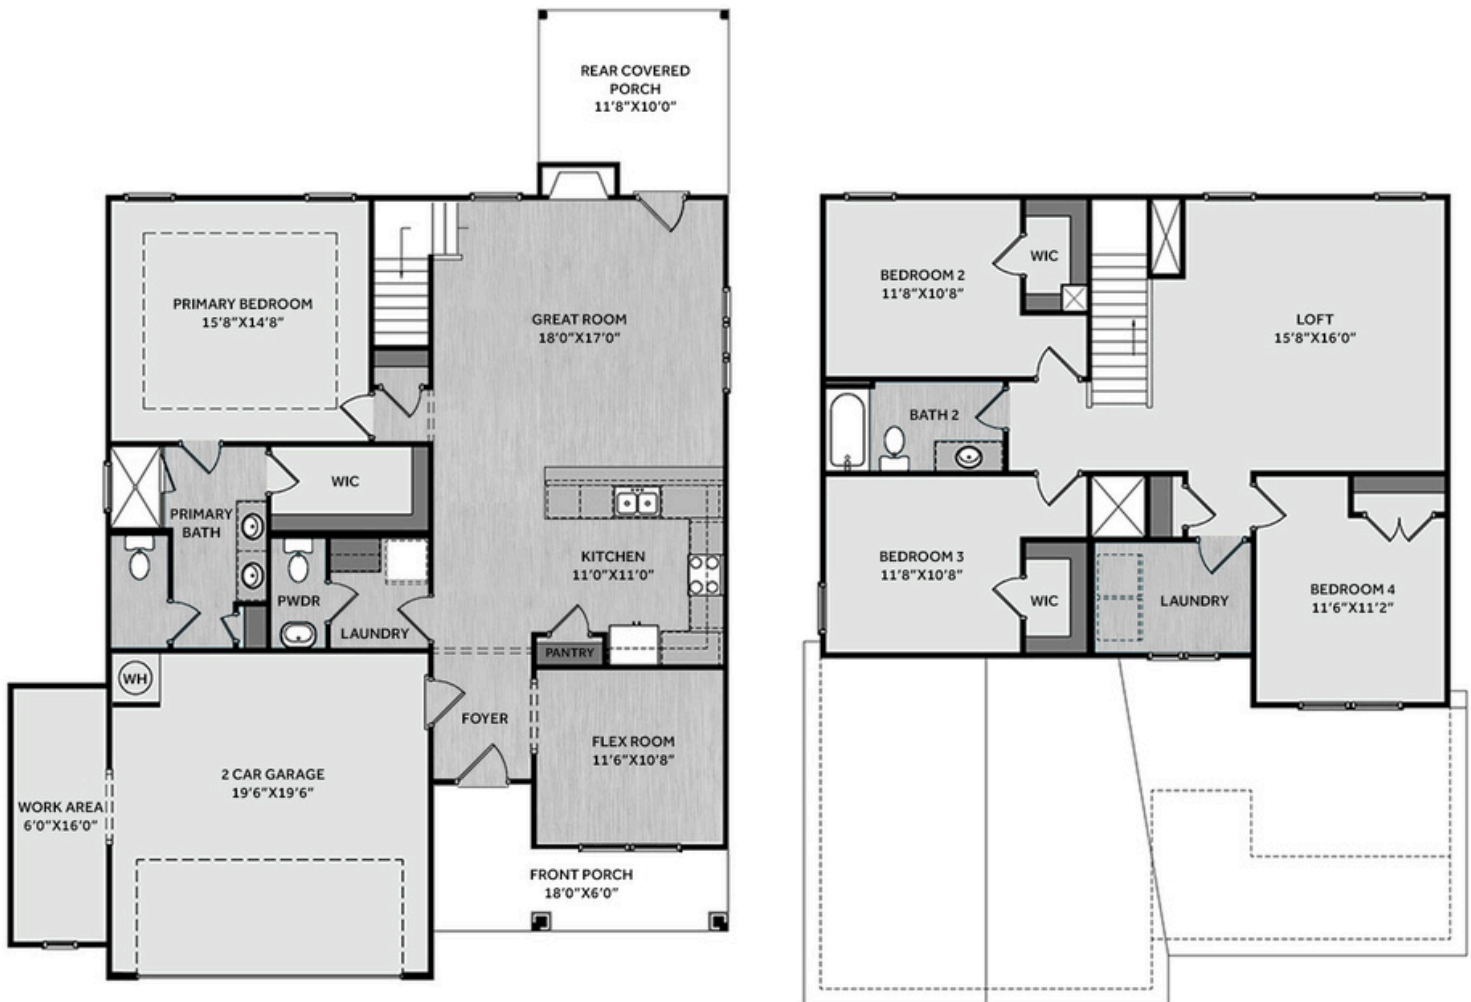 REAR COVERED
PORCH
11'8"X10'0"
PRIMARY BEDROOM
15'8"X14'8"
GREAT ROOM
18'0"X17'0"
WIC
PRIMARY
BATH
KITCHEN
11'0"X11'0"
PWDR
LAUNDRY
PANTRY
WH
FOYER
FLEX ROOM
11'6"X10'8"
2 CAR GARAGE
19'6"X19'6"
WORK AREA
6'0"X16'0"
FRONT PORCH
18'0"X6'0"
BEDROOM 2
11'8"X10'8"
WIC
LOFT
15'8"X16'0"
BATH 2
BEDROOM 3
11'8"X10'8"
WIC
LAUNDRY
BEDROOM 4
11'6"X11'2"